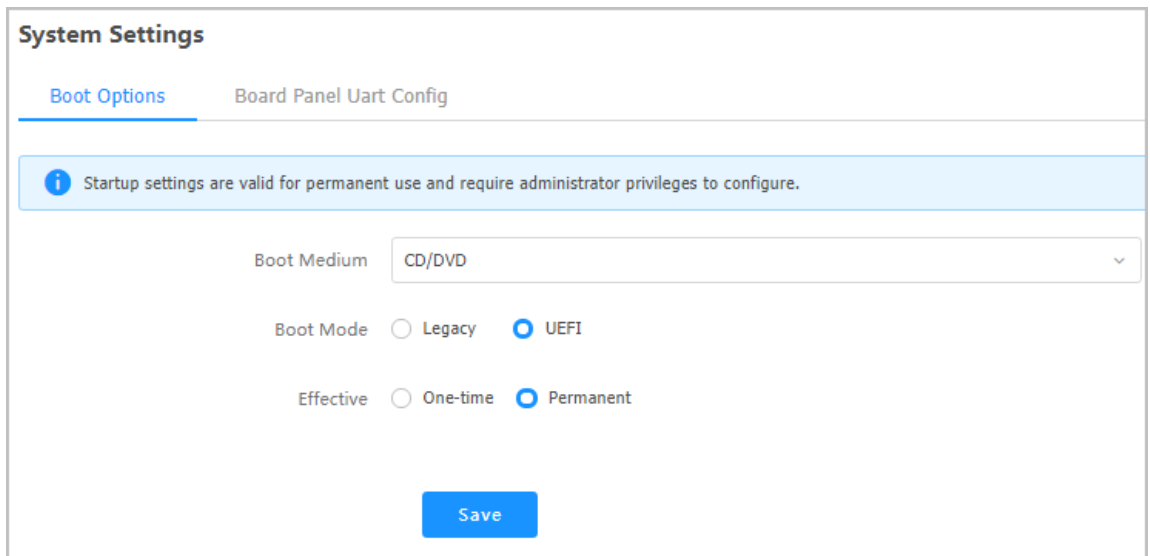 System Settings
Boot Options Board Panel Uart Config
Startup settings are valid for permanent use and require administrator privileges to configure.
Boot Medium CD/DVD
Boot Mode Legacy UEFI
Effective One-time Permanent
Save